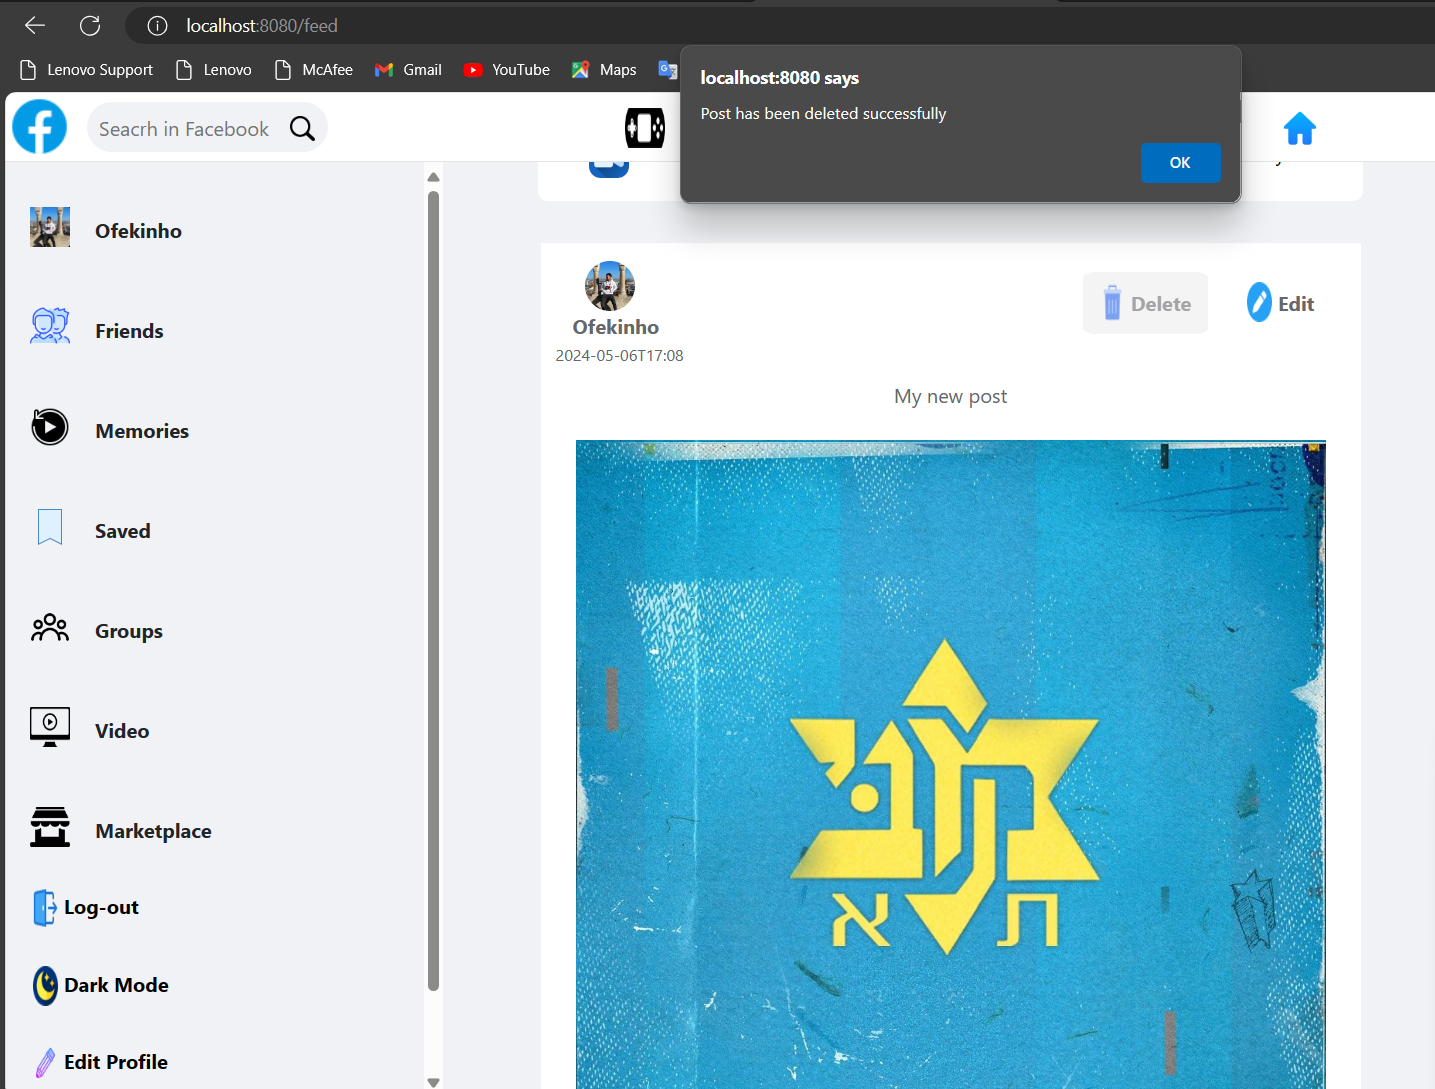 localhost:8080/feed
Lenovo Support
Lenovo
McAfee
Gmail
YouTube
Maps
localhost:8080 says
Post has been deleted successfully
OK
Seacrh in Facebook
Ofekinho
Friends
Memories
Saved
Groups
Video
Marketplace
Log-out
Dark Mode
Edit Profile
Ofekinho
2024-05-06T17:08
Delete
Edit
My new post
מכבי
ת א